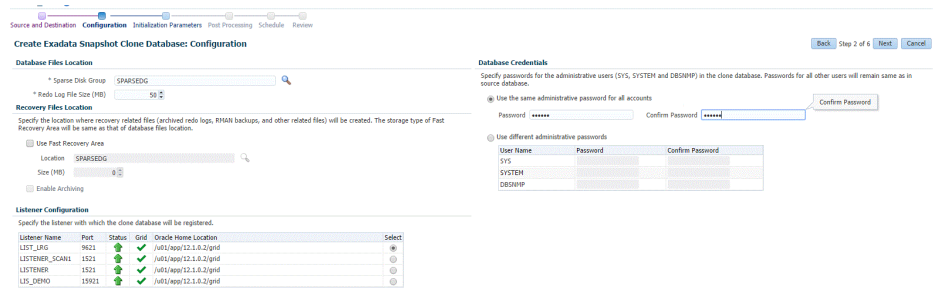 Source and Destination Configuration Initialization Parameters Post Processing Schedule Review
Create Exadata Snapshot Clone Database: Configuration
Back Step 2 of 6 Next Cancel
Database Files Location
* Sparse Disk Group SPARSEDG
* Redo Log File Size (MB) 50
Recovery Files Location
Specify the location where recovery related files (archived redo logs, RMAN backups, and other related files) will be created. The storage type of Fast
Recovery Area will be same as that of database files location.
Use Fast Recovery Area
Location SPARSEDG
Size (MB) 0
Enable Archiving
Listener Configuration
Specify the listener with which the clone database will be registered.
Listener Name Port Status Grid Oracle Home Location Select
LIST_LRG 9621 /u01/app/12.1.0.2/grid
LISTENER_SCAN1 1521 /u01/app/12.1.0.2/grid
LISTENER 1521 /u01/app/12.1.0.2/grid
LIS_DEMO 15921 /u01/app/12.1.0.2/grid
Database Credentials
Specify passwords for the administrative users (SYS, SYSTEM and DBSNMP) in the clone database. Passwords for all other users will remain same as in
source database.
Use the same administrative password for all accounts
Confirm Password
Password •••••• Confirm Password ••••••
Use different administrative passwords
User Name Password Confirm Password
SYS
SYSTEM
DBSNMP